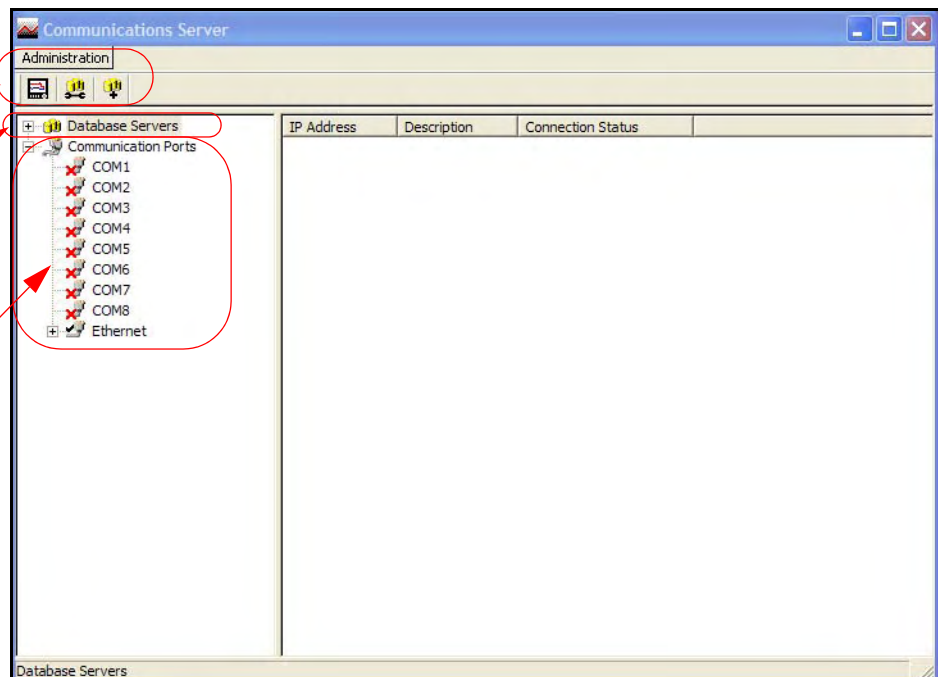 Communications Server
Administration
Database Servers
IP Address Description Connection Status
Communication Ports
COM1
COM2
COM3
COM4
COM5
COM6
COM7
COM8
Ethernet
Database Servers